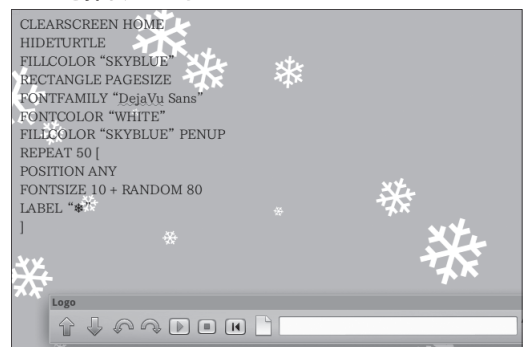 CLEARSCREEN HOME
HIDETURTLE
FILLCOLOR “SKYBLUE”
RECTANGLE PAGESIZE
FONTFAMILY “DejaVu Sans”
FONTCOLOR “WHITE”
FILLCOLOR “SKYBLUE” PENUP
REPEAT 50 [
POSITION ANY
FONTSIZE 10 + RANDOM 80
LABEL “❄”
]
Logo